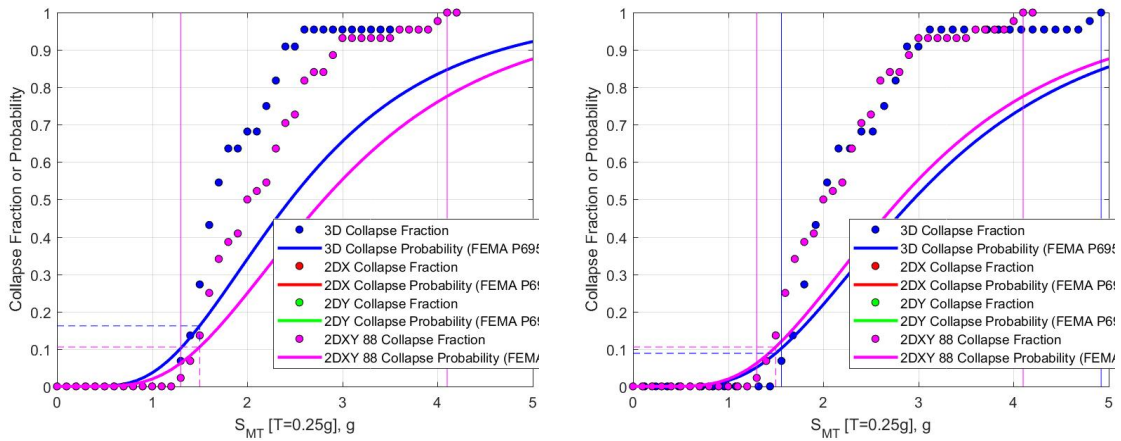 Collapse Fraction or Probability
1
0.9
0.8
0.7
0.6
0.5
0.4
0.3
0.2
0.1
0
0 1 2 3 4 5
S_MT [T=0.25g], g
3D Collapse Fraction
3D Collapse Probability (FEMA P695
2DX Collapse Fraction
2DX Collapse Probability (FEMA P69
2DY Collapse Fraction
2DY Collapse Probability (FEMA P69
2DXY 88 Collapse Fraction
2DXY 88 Collapse Probability (FEMA
Collapse Fraction or Probability
1
0.9
0.8
0.7
0.6
0.5
0.4
0.3
0.2
0.1
0
0 1 2 3 4 5
S_MT [T=0.25g], g
3D Collapse Fraction
3D Collapse Probability (FEMA P695
2DX Collapse Fraction
2DX Collapse Probability (FEMA P69
2DY Collapse Fraction
2DY Collapse Probability (FEMA P69
2DXY 88 Collapse Fraction
2DXY 88 Collapse Probability (FEMA